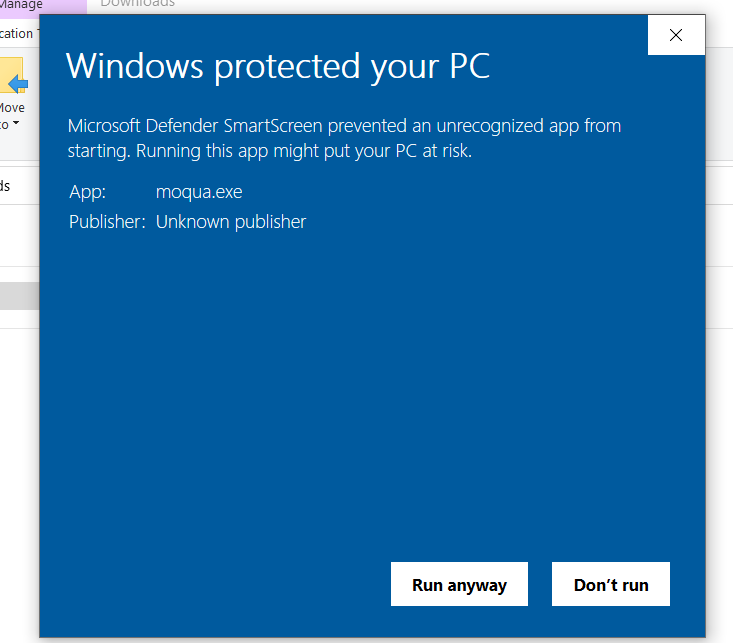 Manage
Downloads
cation T
Windows protected your PC
Move
to
Microsoft Defender SmartScreen prevented an unrecognized app from
starting. Running this app might put your PC at risk.
ds
App: moqua.exe
Publisher: Unknown publisher
Run anyway
Don’t run